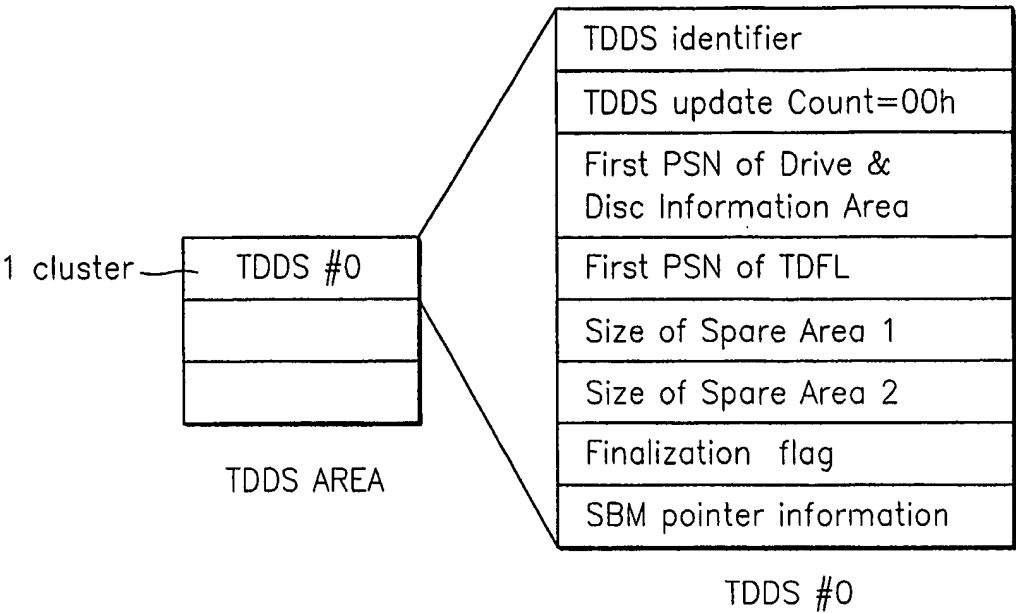 1 cluster
TDDS #0
TDDS AREA
TDDS identifier
TDDS update Count=00h
First PSN of Drive &
Disc Information Area
First PSN of TDFL
Size of Spare Area 1
Size of Spare Area 2
Finalization flag
SBM pointer information
TDDS #0